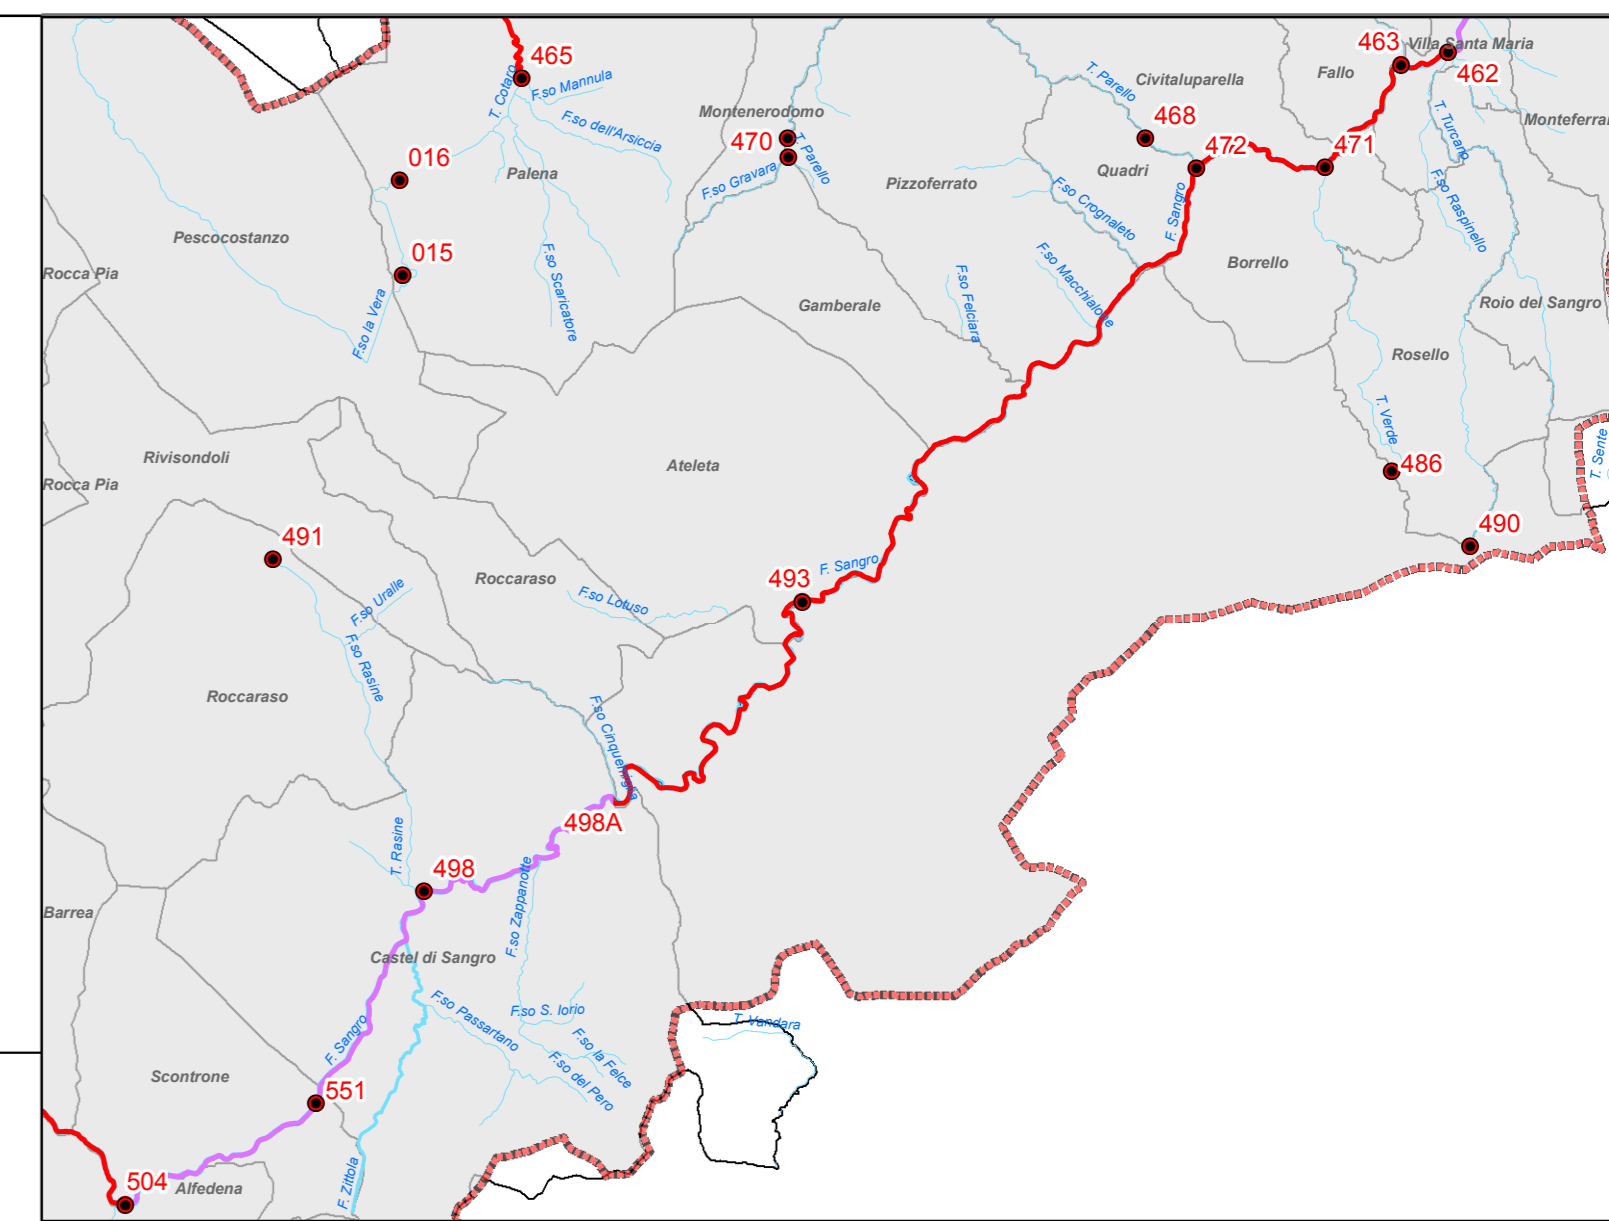 463
Villa Santa Maria
465
T. Cotaro
F.so Mannula
T. Parello
Civitaluparella
Fallo
462
Montenerodomo
F.so dell'Arsiccia
468
T. Turcano
016
470
T. Parello
472
471
Palena
F.so Gravara
Pizzoferrato
Quadri
F.so Crognaleto
F. Sangro
F.so Raspinello
Pescocostanzo
015
Rocca Pia
F.so la Vera
F.so Scaricatore
F.so Felciara
F.so Macchialone
Borrello
Gamberale
Roio del Sangro
Rosello
T. Verde
Rivisondoli
Ateleta
486
T. Sente
Rocca Pia
491
490
Roccaraso
493
F. Sangro
F.so Uralle
F.so Lotuso
F.so Rasine
Roccaraso
F.so Cinquemiglia
498A
T. Rasine
498
F.so Zappanotte
Barrea
Castel di Sangro
F.so Passartano
F.so S. Iorio
T. Vandara
F. Sangro
F.so la Felce
F.so del Pero
Scontrone
551
504
Alfedena
F. Zittola